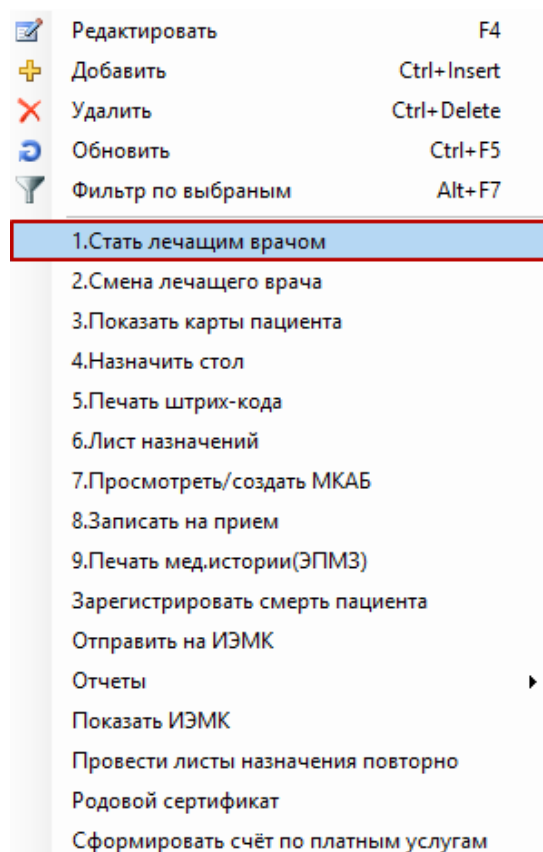 Редактировать F4
Добавить Ctrl+Insert
Удалить Ctrl+Delete
Обновить Ctrl+F5
Фильтр по выбраным Alt+F7
1.Стать лечащим врачом
2.Смена лечащего врача
3.Показать карты пациента
4.Назначить стол
5.Печать штрих-кода
6.Лист назначений
7.Просмотреть/создать МКАБ
8.Записать на прием
9.Печать мед.истории(ЭПМЗ)
Зарегистрировать смерть пациента
Отправить на ИЭМК
Отчеты
Показать ИЭМК
Провести листы назначения повторно
Родовой сертификат
Сформировать счёт по платным услугам